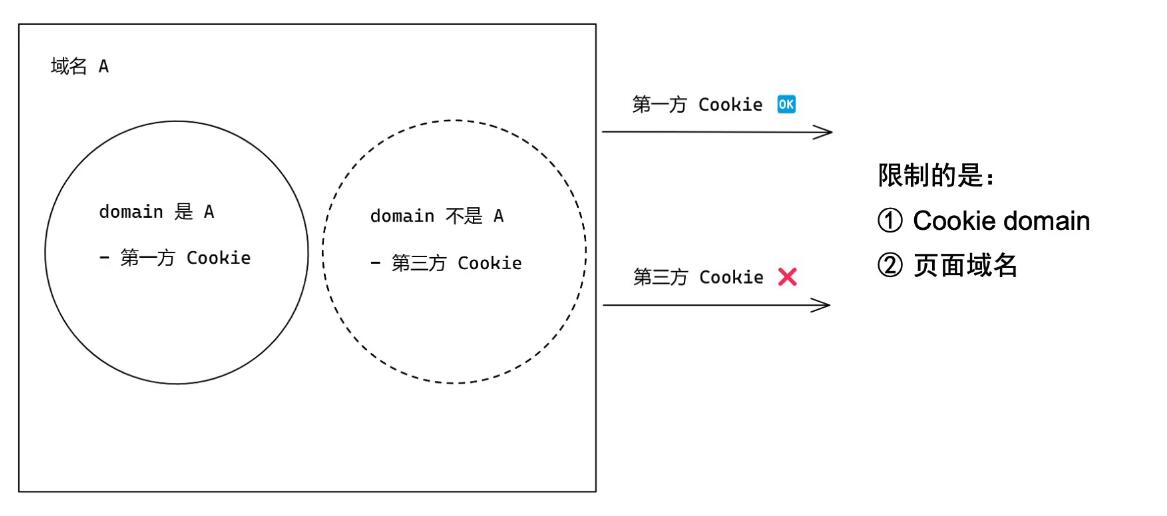 域名 A
domain 是 A
- 第一方 Cookie
domain 不是 A
- 第三方 Cookie
第一方 Cookie 🆗
第三方 Cookie ❌
限制的是：
① Cookie domain
② 页面域名